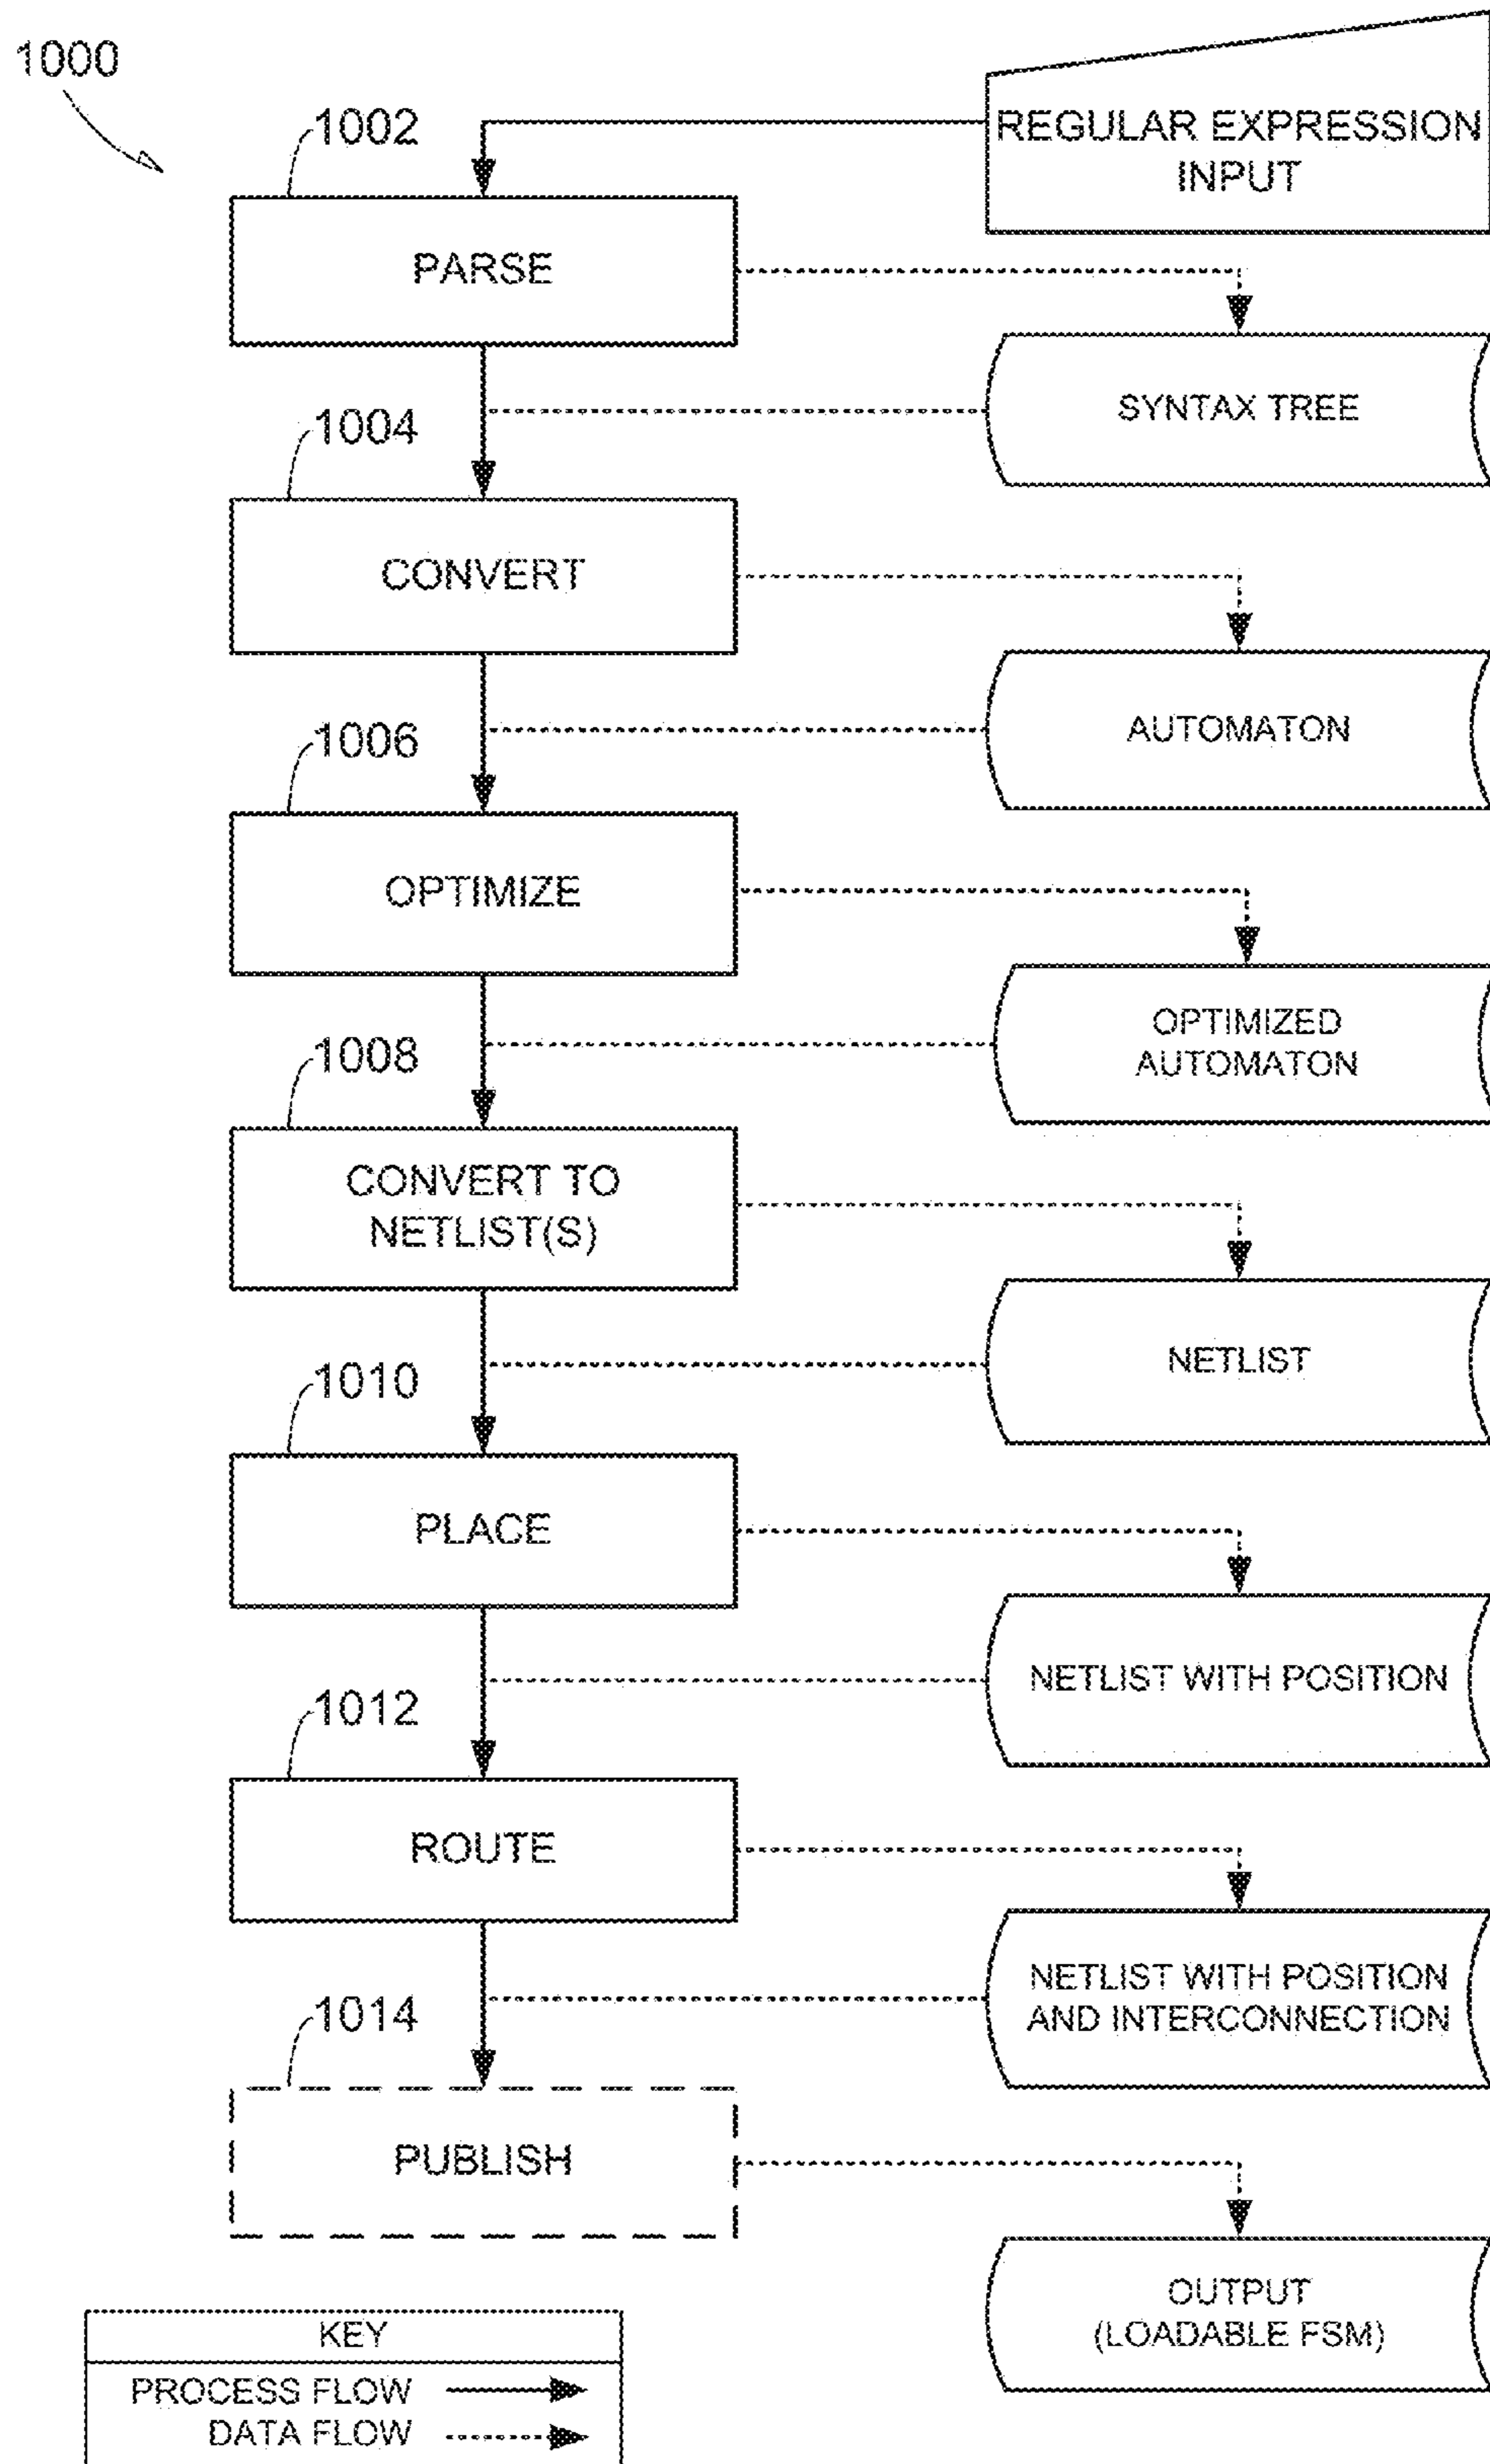 1000
REGULAR EXPRESSION
INPUT
1002
PARSE
SYNTAX TREE
1004
CONVERT
AUTOMATON
1006
OPTIMIZE
OPTIMIZED
AUTOMATON
1008
CONVERT TO
NETLIST(S)
NETLIST
1010
PLACE
NETLIST WITH POSITION
1012
ROUTE
NETLIST WITH POSITION
AND INTERCONNECTION
1014
PUBLISH
OUTPUT
(LOADABLE FSM)
KEY
PROCESS FLOW
DATA FLOW